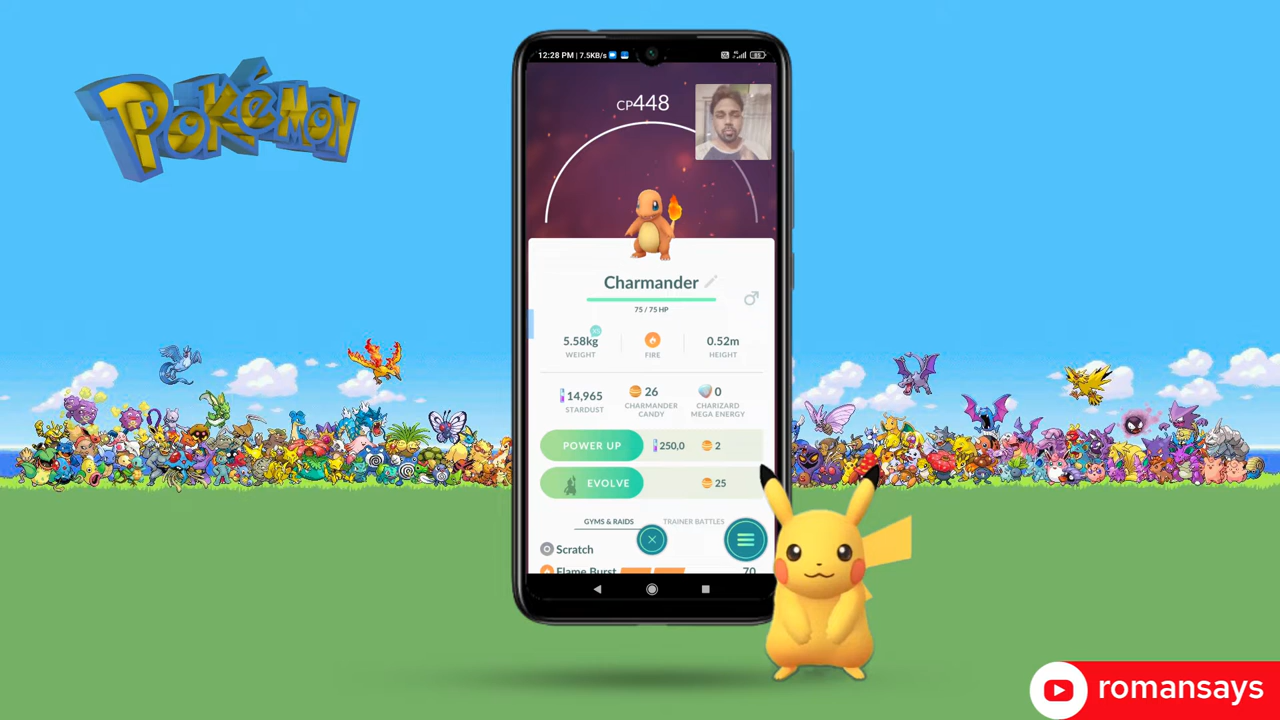 POKÉMON
12:28 PM | 7.5KB/s
CP448
Charmander
75 / 75 HP
5.58kg
WEIGHT
XS
FIRE
0.52m
HEIGHT
14,965
STARDUST
26
CHARMANDER
CANDY
0
CHARIZARD
MEGA ENERGY
POWER UP
250,0
2
EVOLVE
25
GYMS & RAIDS
TRAINER BATTLES
Scratch
Flame Burst
70
romansays